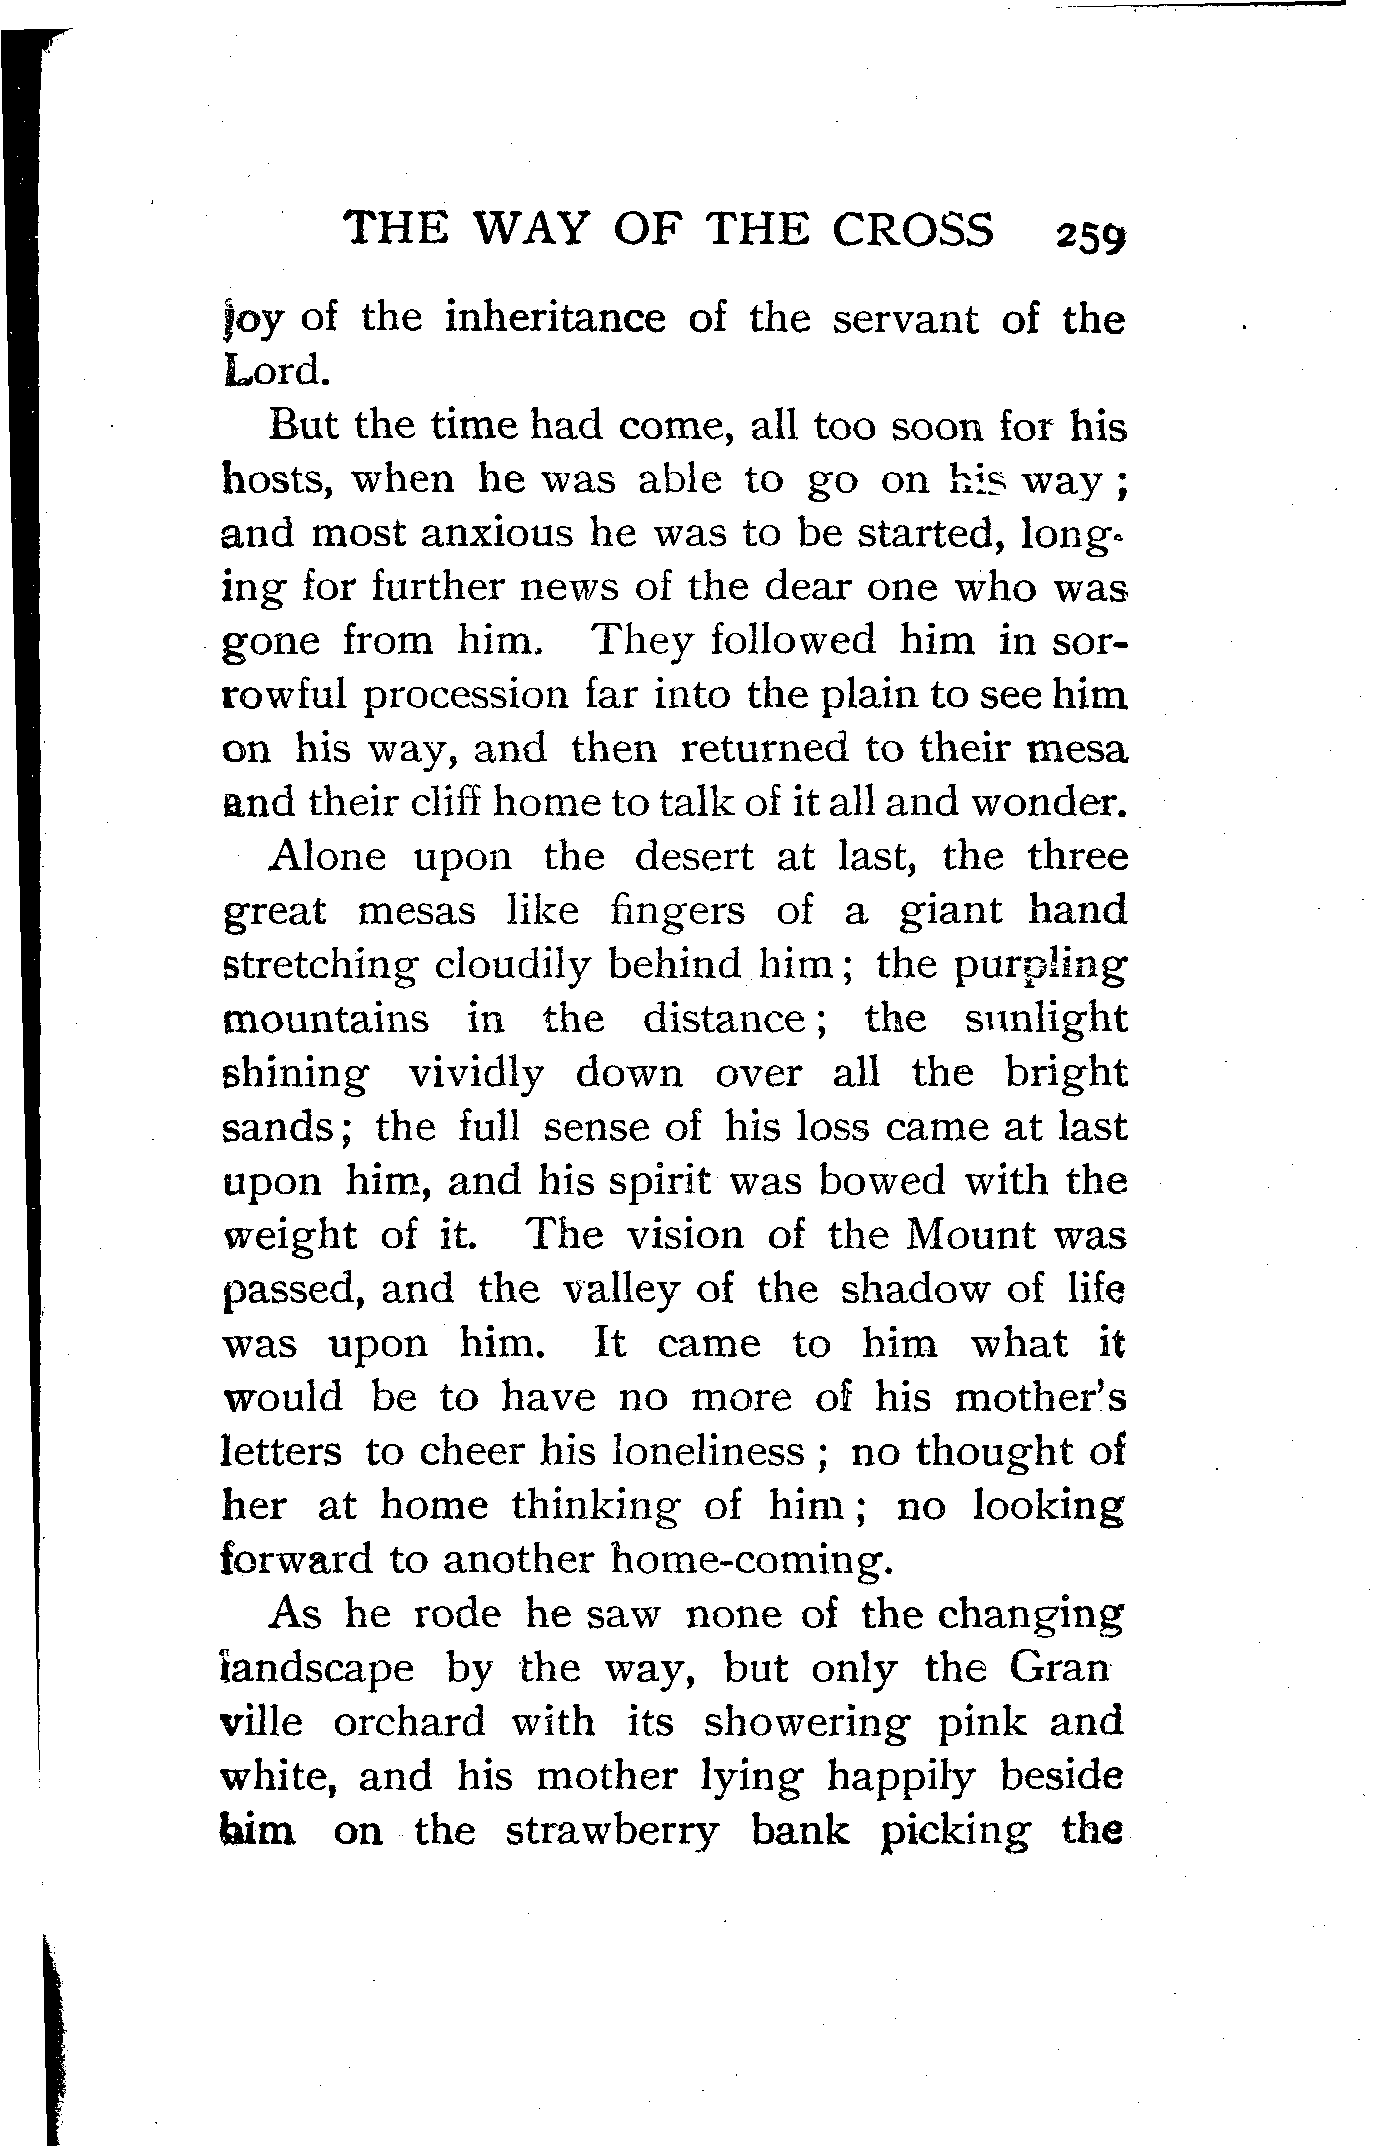 THE WAY OF THE CROSS 259
joy of the inheritance of the servant of the
Lord.
But the time had come, all too soon for his
hosts, when he was able to go on his way ;
and most anxious he was to be started, long-
ing for further news of the dear one who was
gone from him. They followed him in sor-
rowful procession far into the plain to see him
on his way, and then returned to their mesa
and their cliff home to talk of it all and wonder.
Alone upon the desert at last, the three
great mesas like fingers of a giant hand
stretching cloudily behind him ; the purpling
mountains in the distance ; the sunlight
shining vividly down over all the bright
sands ; the full sense of his loss came at last
upon him, and his spirit was bowed with the
weight of it. The vision of the Mount was
passed, and the valley of the shadow of life
was upon him. It came to him what it
would be to have no more of his mother's
letters to cheer his loneliness ; no thought of
her at home thinking of him ; no looking
forward to another home-coming.
As he rode he saw none of the changing
landscape by the way, but only the Gran
ville orchard with its showering pink and
white, and his mother lying happily beside
him on the strawberry bank picking the